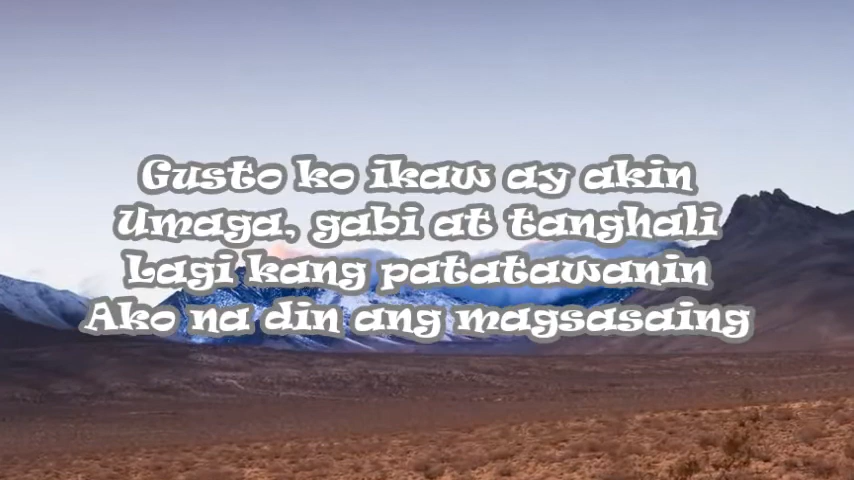 Gusto ko ikaw ay akin
Umaga, gabi at tanghali
Lagi kang patatawanin
Ako na din ang magsasaing